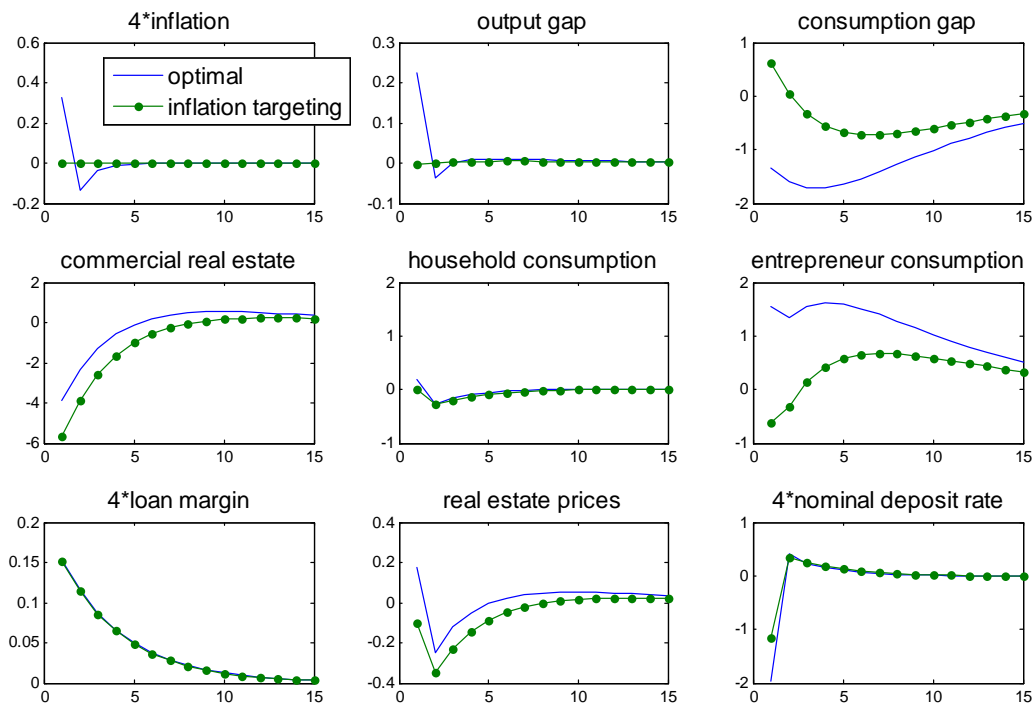 4*inflation
output gap
consumption gap
0.6
0.4
0.2
0
-0.2
0 5 10 15
optimal
inflation targeting
0.3
0.2
0.1
0
-0.1
0 5 10 15
1
0
-1
-2
0 5 10 15
commercial real estate
household consumption
entrepreneur consumption
2
0
-2
-4
-6
0 5 10 15
1
0
-1
0 5 10 15
2
1
0
-1
0 5 10 15
4*loan margin
real estate prices
4*nominal deposit rate
0.2
0.15
0.1
0.05
0
0 5 10 15
0.4
0.2
0
-0.2
-0.4
0 5 10 15
1
0
-1
-2
0 5 10 15